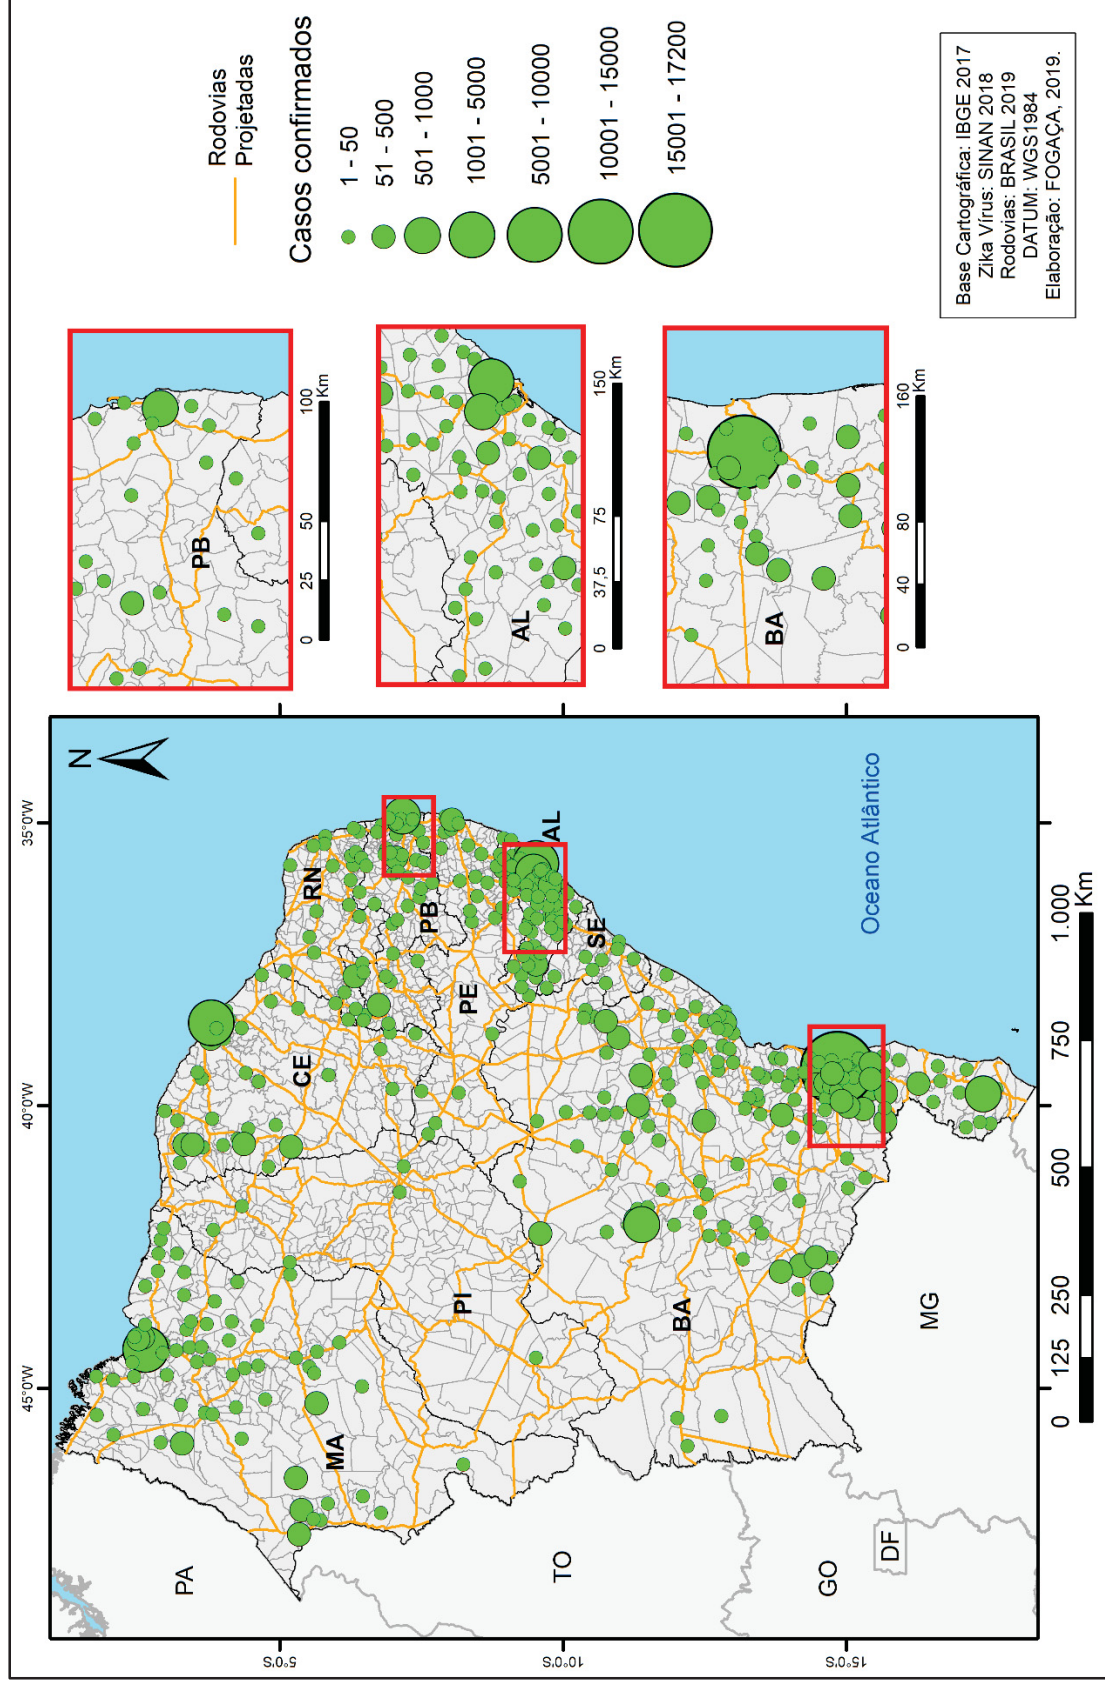 45°0'W
40°0'W
35°0'W
5°0'S
10°0'S
15°0'S
N
PA
MA
PI
CE
RN
PB
PE
AL
SE
BA
TO
GO
DF
MG
Oceano Atlântico
0 125 250 500 750 1.000
Km
PB
0 25 50 100
Km
AL
0 37,5 75 150
Km
BA
0 40 80 160
Km
Rodovias
Projetadas
Casos confirmados
1 - 50
51 - 500
501 - 1000
1001 - 5000
5001 - 10000
10001 - 15000
15001 - 17200
Base Cartográfica: IBGE 2017
Zika Vírus: SINAN 2018
Rodovias: BRASIL 2019
DATUM: WGS1984
Elaboração: FOGAÇA, 2019.